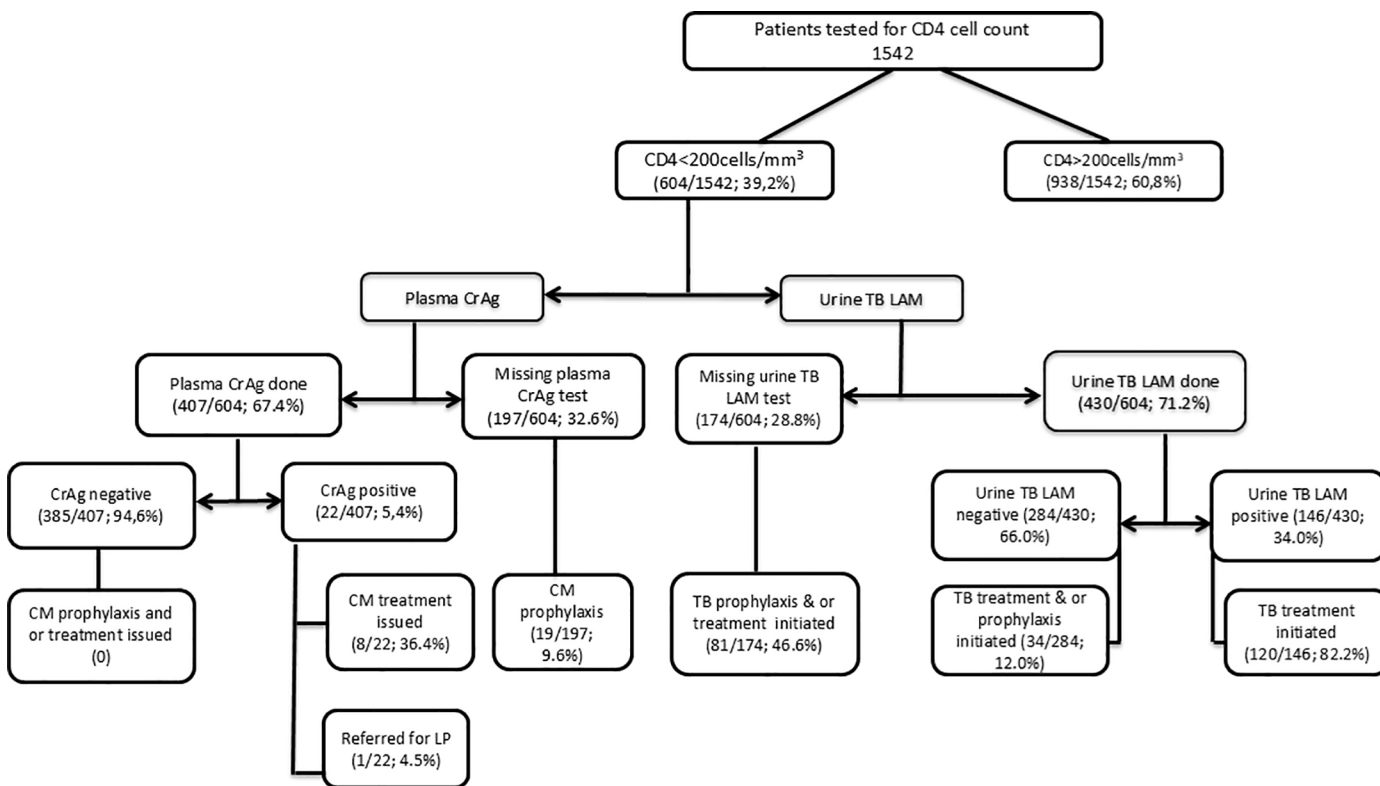 Patients tested for CD4 cell count
1542
CD4<200cells/mm³
(604/1542; 39,2%)
CD4>200cells/mm³
(938/1542; 60,8%)
Plasma CrAg
Urine TB LAM
Plasma CrAg done
(407/604; 67.4%)
Missing plasma
CrAg test
(197/604; 32.6%)
Missing urine TB
LAM test
(174/604; 28.8%)
Urine TB LAM done
(430/604; 71.2%)
CrAg negative
(385/407; 94,6%)
CrAg positive
(22/407; 5,4%)
Urine TB LAM
negative (284/430;
66.0%)
Urine TB LAM
positive (146/430;
34.0%)
CM prophylaxis and
or treatment issued
(0)
CM treatment
issued
(8/22; 36.4%)
CM
prophylaxis
(19/197;
9.6%)
TB prophylaxis & or
treatment initiated
(81/174; 46.6%)
TB treatment & or
prophylaxis
initiated (34/284;
12.0%)
TB treatment
initiated
(120/146; 82.2%)
Referred for LP
(1/22; 4.5%)